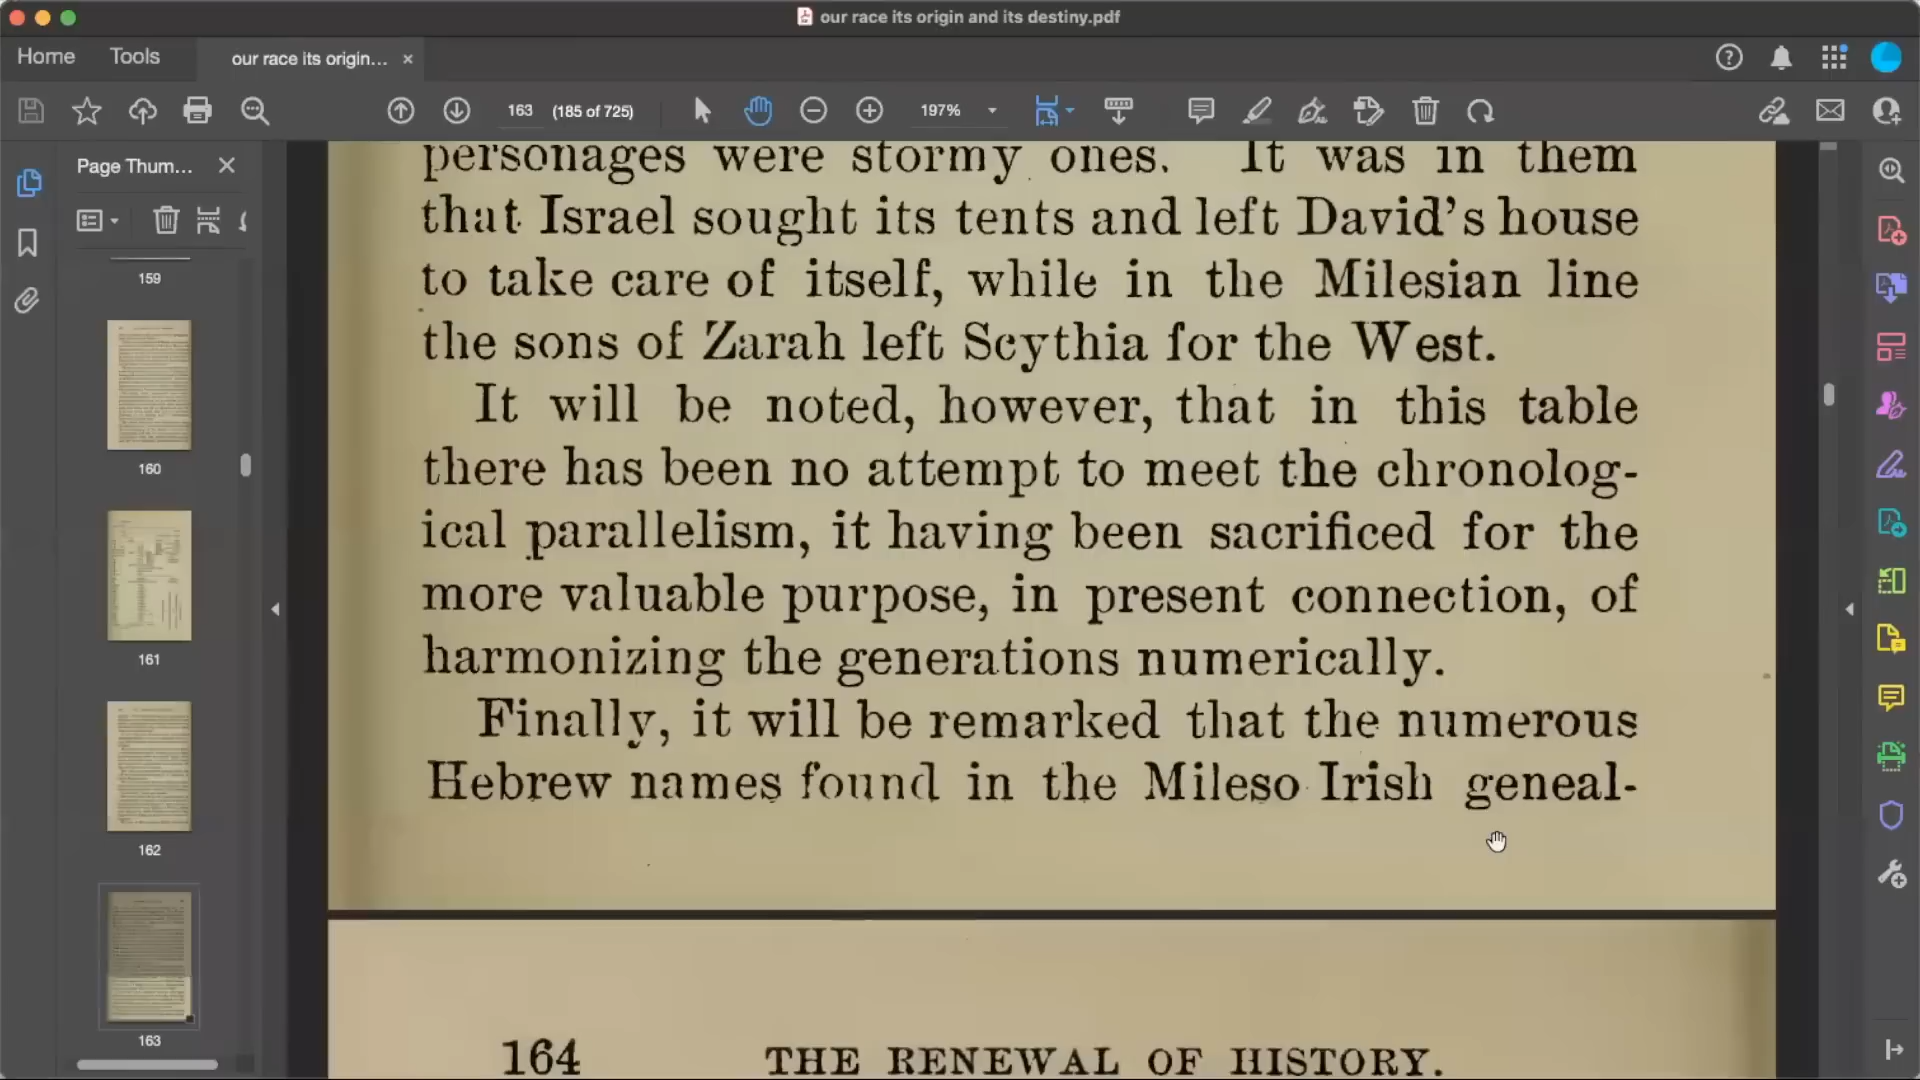 our race its origin and its destiny.pdf
Home
Tools
our race its origin...
163
(185 of 725)
197%
Page Thum...
159
160
161
162
163
personages were stormy ones. It was in them
that Israel sought its tents and left David's house
to take care of itself, while in the Milesian line
the sons of Zarah left Scythia for the West.
It will be noted, however, that in this table
there has been no attempt to meet the chronolog-
ical parallelism, it having been sacrificed for the
more valuable purpose, in present connection, of
harmonizing the generations numerically.
Finally, it will be remarked that the numerous
Hebrew names found in the Mileso Irish geneal-
164 THE RENEWAL OF HISTORY.